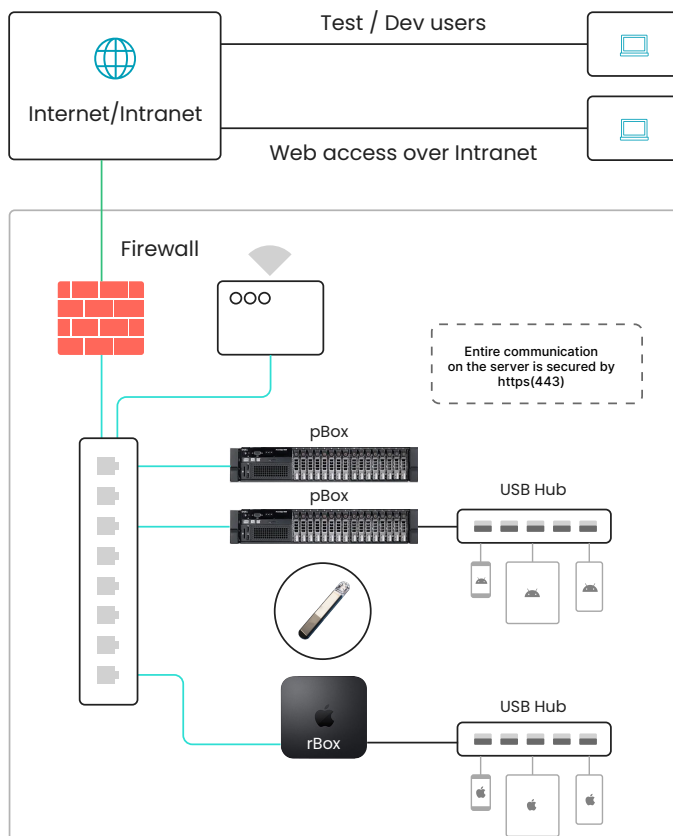 Test / Dev users
Internet/Intranet
Web access over Intranet
Firewall
Entire communication
on the server is secured by
https(443)
pBox
pBox
USB Hub
USB Hub
rBox